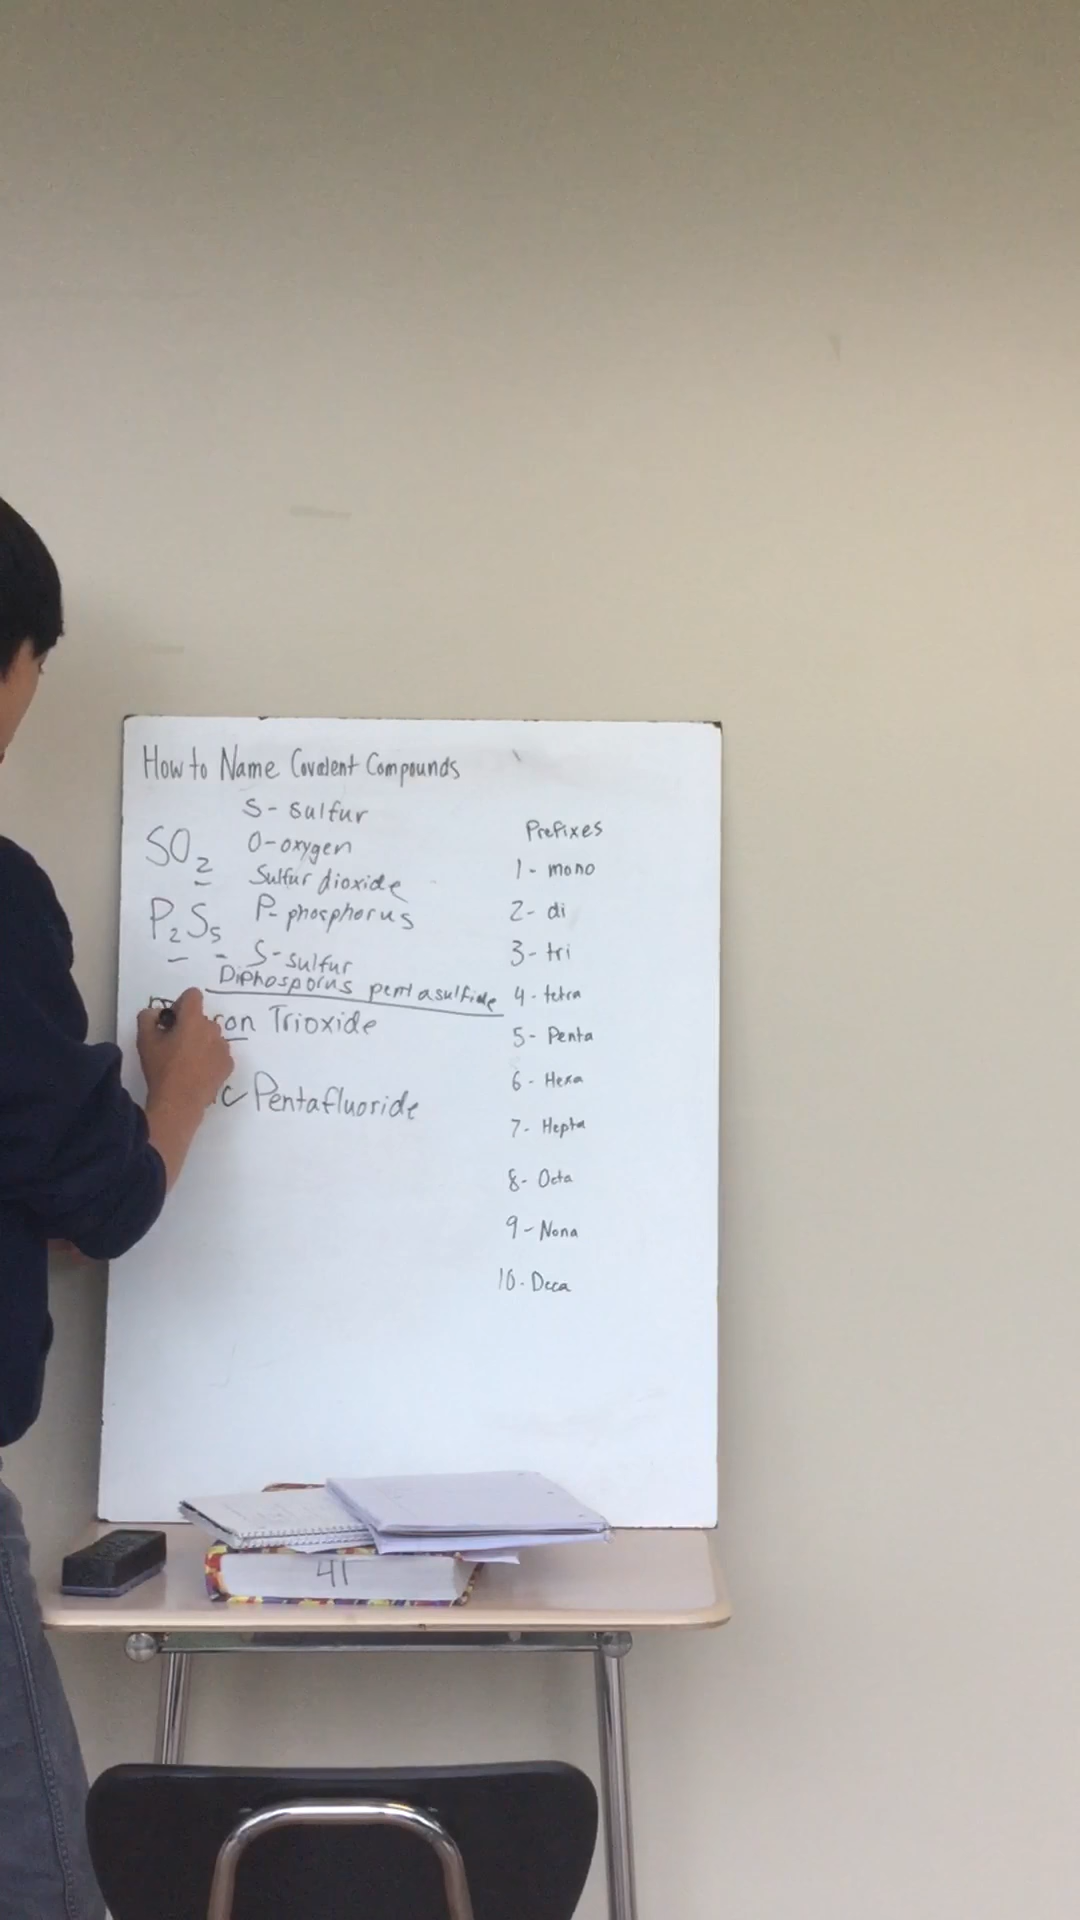 How to Name Covalent Compounds
S - sulfur
SO2
O - oxygen
Sulfur dioxide
P2S5
P - phosphorus
S - sulfur
Diphosporus pentasulfide
Trioxide
Pentafluoride
Prefixes
1 - mono
2 - di
3 - tri
4 - tetra
5 - Penta
6 - Hexa
7 - Hepta
8 - Octa
9 - Nona
10 - Deca
41